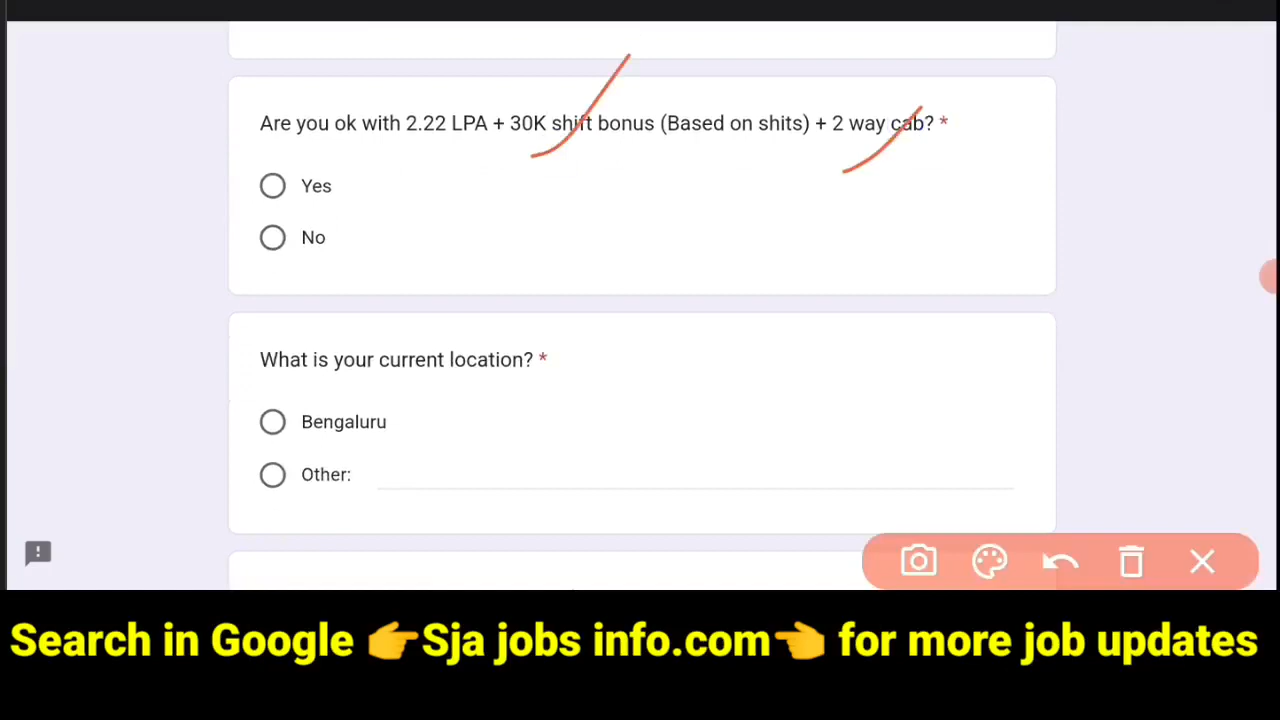 Are you ok with 2.22 LPA + 30K shift bonus (Based on shits) + 2 way cab? *
Yes
No
What is your current location? *
Bengaluru
Other:
Search in Google 👉Sja jobs info.com👈 for more job updates